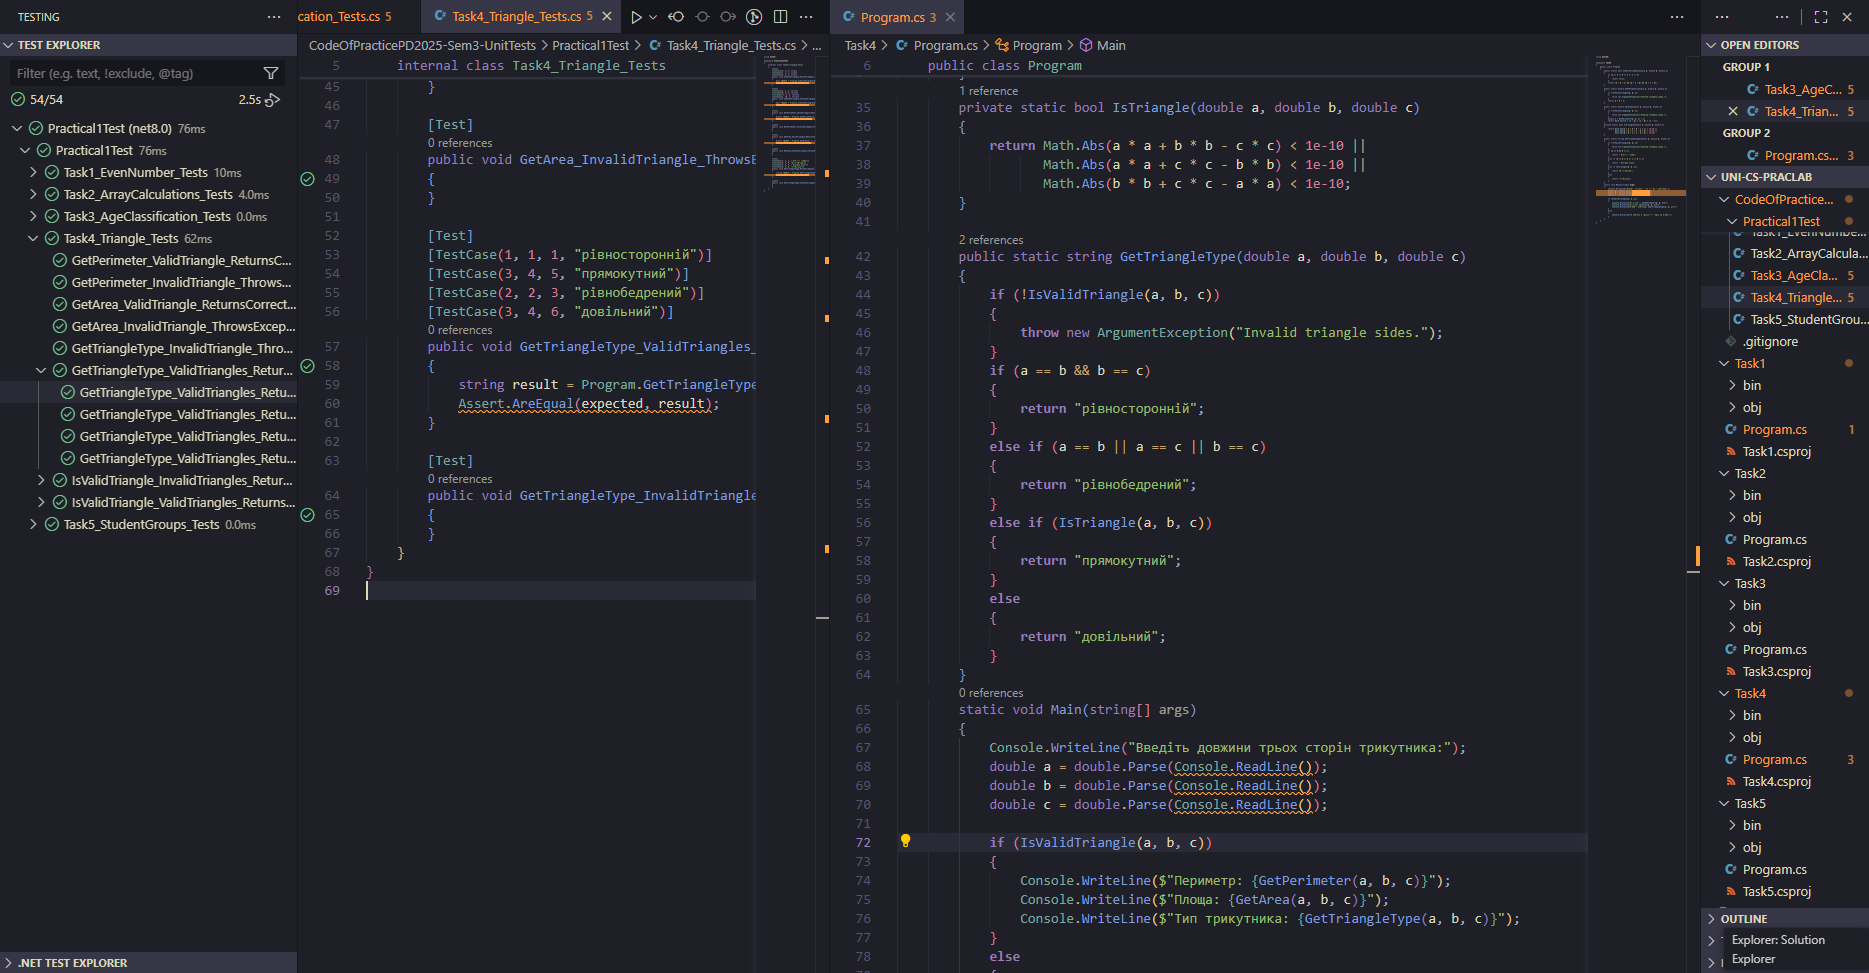 TESTING
TEST EXPLORER
Filter (e.g. text, !exclude, @tag)
54/54 2.5s
Practical1Test (net8.0) 76ms
Practical1Test 76ms
Task1_EvenNumber_Tests 10ms
Task2_ArrayCalculations_Tests 4.0ms
Task3_AgeClassification_Tests 0.0ms
Task4_Triangle_Tests 62ms
GetPerimeter_ValidTriangle_ReturnsC...
GetPerimeter_InvalidTriangle_Throws...
GetArea_ValidTriangle_ReturnsCorrect...
GetArea_InvalidTriangle_ThrowsExcep...
GetTriangleType_InvalidTriangle_Thro...
GetTriangleType_ValidTriangles_Retur...
GetTriangleType_ValidTriangles_Retu...
GetTriangleType_ValidTriangles_Retu...
GetTriangleType_ValidTriangles_Retu...
GetTriangleType_ValidTriangles_Retu...
IsValidTriangle_InvalidTriangles_Retur...
IsValidTriangle_ValidTriangles_Returns...
Task5_StudentGroups_Tests 0.0ms
.NET TEST EXPLORER
cation_Tests.cs 5 Task4_Triangle_Tests.cs 5
CodeOfPracticePD2025-Sem3-UnitTests > Practical1Test > Task4_Triangle_Tests.cs > ...
5 internal class Task4_Triangle_Tests
45 }
46
47 [Test]
0 references
48 public void GetArea_InvalidTriangle_ThrowsE
49 {
50 }
51
52 [Test]
53 [TestCase(1, 1, 1, "рівносторонній")]
54 [TestCase(3, 4, 5, "прямокутний")]
55 [TestCase(2, 2, 3, "рівнобедрений")]
56 [TestCase(3, 4, 6, "довільний")]
0 references
57 public void GetTriangleType_ValidTriangles_
58 {
59 string result = Program.GetTriangleType
60 Assert.AreEqual(expected, result);
61 }
62
63 [Test]
0 references
64 public void GetTriangleType_InvalidTriangle
65 {
66 }
67 }
68 }
69
Program.cs 3
Task4 > Program.cs > Program > Main
6 public class Program
}
1 reference
35 private static bool IsTriangle(double a, double b, double c)
36 {
37 return Math.Abs(a * a + b * b - c * c) < 1e-10 ||
38 Math.Abs(a * a + c * c - b * b) < 1e-10 ||
39 Math.Abs(b * b + c * c - a * a) < 1e-10;
40 }
41
2 references
42 public static string GetTriangleType(double a, double b, double c)
43 {
44 if (!IsValidTriangle(a, b, c))
45 {
46 throw new ArgumentException("Invalid triangle sides.");
47 }
48 if (a == b && b == c)
49 {
50 return "рівносторонній";
51 }
52 else if (a == b || a == c || b == c)
53 {
54 return "рівнобедрений";
55 }
56 else if (IsTriangle(a, b, c))
57 {
58 return "прямокутний";
59 }
60 else
61 {
62 return "довільний";
63 }
64 }
0 references
65 static void Main(string[] args)
66 {
67 Console.WriteLine("Введіть довжини трьох сторін трикутника:");
68 double a = double.Parse(Console.ReadLine());
69 double b = double.Parse(Console.ReadLine());
70 double c = double.Parse(Console.ReadLine());
71
72 if (IsValidTriangle(a, b, c))
73 {
74 Console.WriteLine($"Периметр: {GetPerimeter(a, b, c)}");
75 Console.WriteLine($"Площа: {GetArea(a, b, c)}");
76 Console.WriteLine($"Тип трикутника: {GetTriangleType(a, b, c)}");
77 }
78 else
OPEN EDITORS
GROUP 1
Task3_AgeC... 5
Task4_Trian... 5
GROUP 2
Program.cs... 3
UNI-CS-PRACLAB
CodeOfPractice...
Practical1Test
Task1_EvenNumbe...
Task2_ArrayCalcula...
Task3_AgeCla... 5
Task4_Triangle... 5
Task5_StudentGrou...
.gitignore
Task1
bin
obj
Program.cs 1
Task1.csproj
Task2
bin
obj
Program.cs
Task2.csproj
Task3
bin
obj
Program.cs
Task3.csproj
Task4
bin
obj
Program.cs 3
Task4.csproj
Task5
bin
obj
Program.cs
Task5.csproj
OUTLINE
Explorer: Solution
Explorer